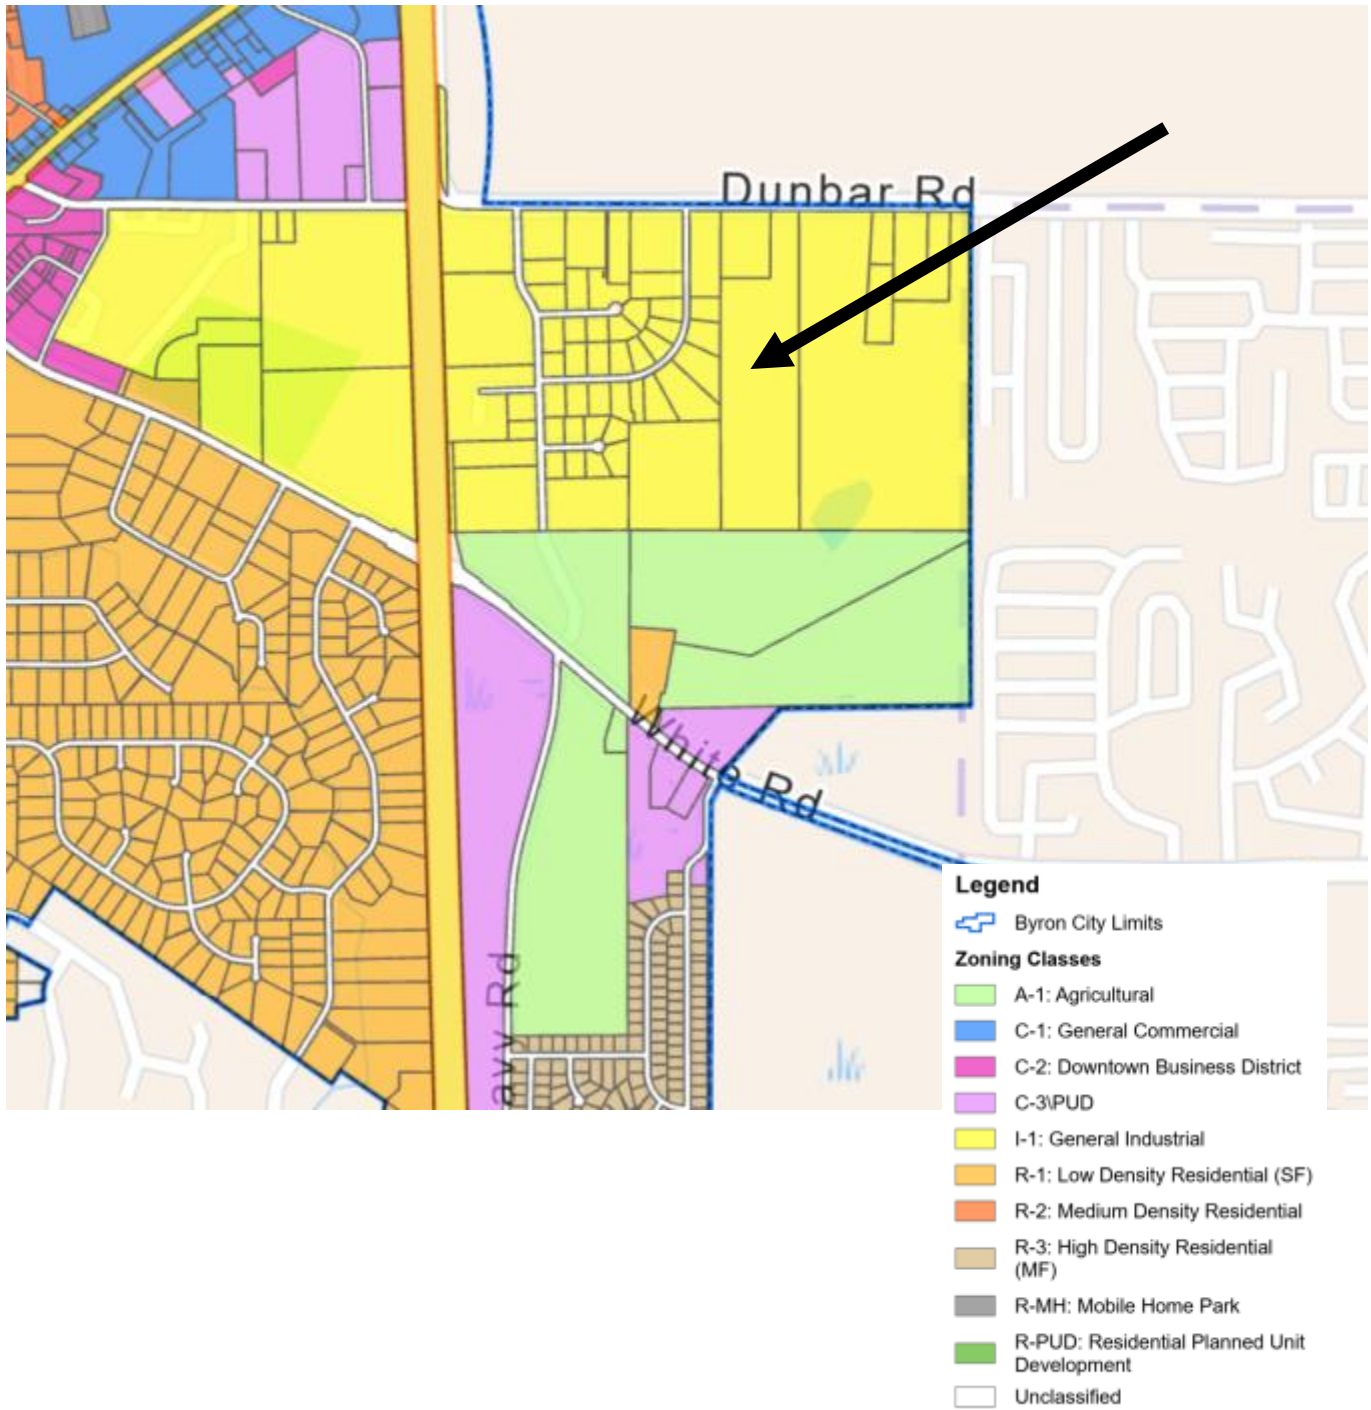 Dunbar Rd
White Rd
avy Rd
Legend
Byron City Limits
Zoning Classes
A-1: Agricultural
C-1: General Commercial
C-2: Downtown Business District
C-3\PUD
I-1: General Industrial
R-1: Low Density Residential (SF)
R-2: Medium Density Residential
R-3: High Density Residential
(MF)
R-MH: Mobile Home Park
R-PUD: Residential Planned Unit
Development
Unclassified